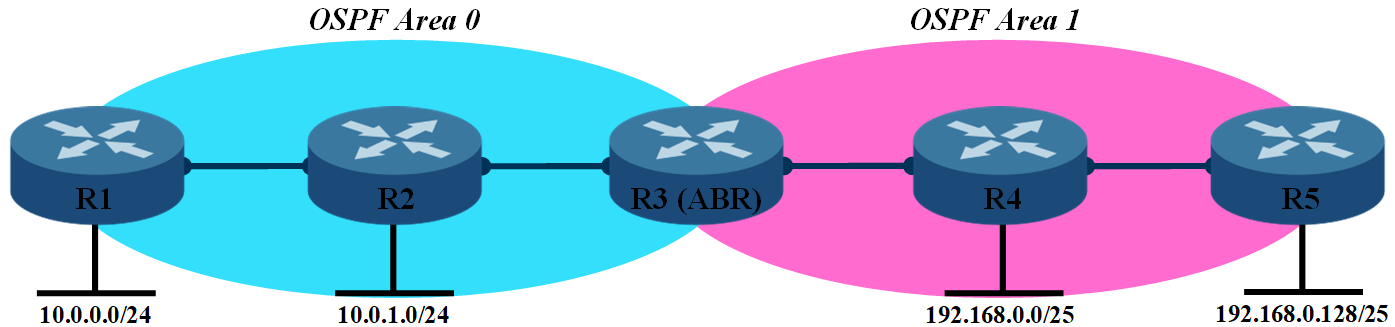 OSPF Area 0
OSPF Area 1
R1
R2
R3 (ABR)
R4
R5
10.0.0.0/24
10.0.1.0/24
192.168.0.0/25
192.168.0.128/25